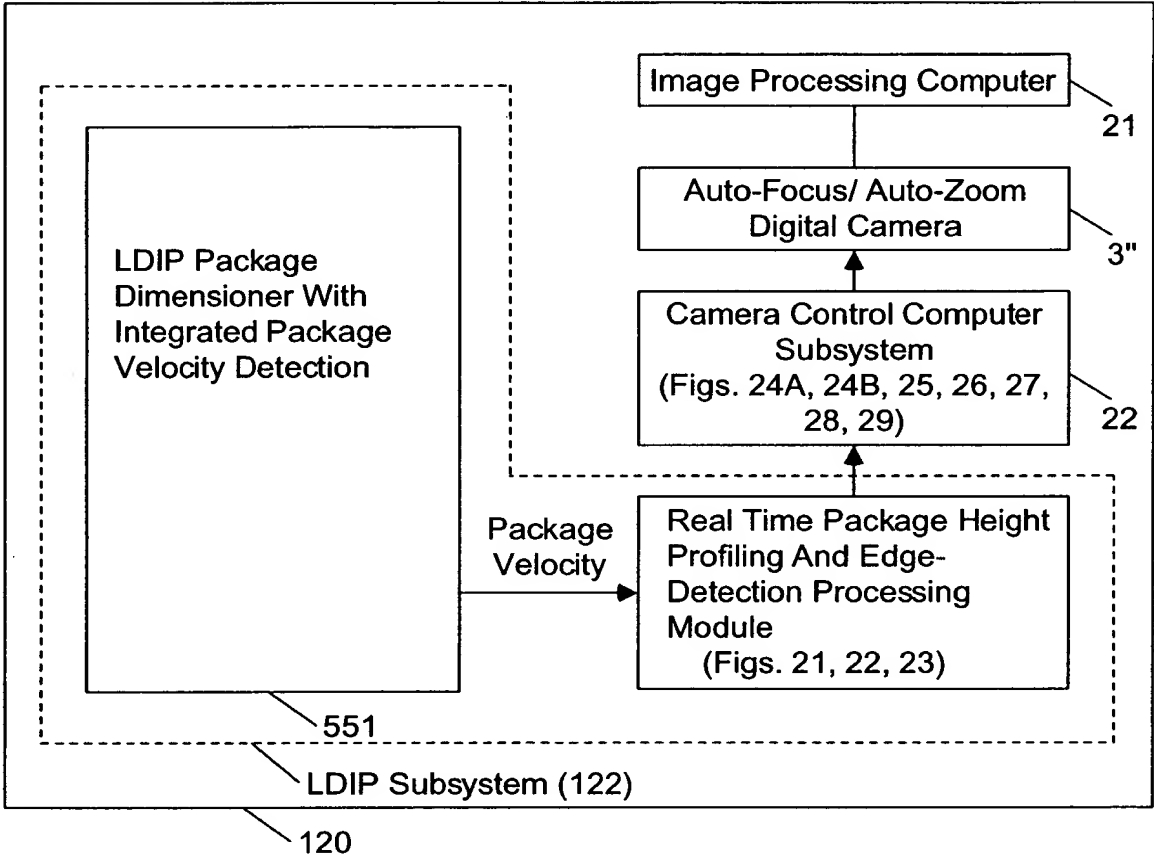 Image Processing Computer
21
Auto-Focus/ Auto-Zoom
Digital Camera
3"
LDIP Package
Dimensioner With
Integrated Package
Velocity Detection
Camera Control Computer
Subsystem
(Figs. 24A, 24B, 25, 26, 27,
28, 29)
22
Package
Velocity
Real Time Package Height
Profiling And Edge-
Detection Processing
Module
(Figs. 21, 22, 23)
551
LDIP Subsystem (122)
120